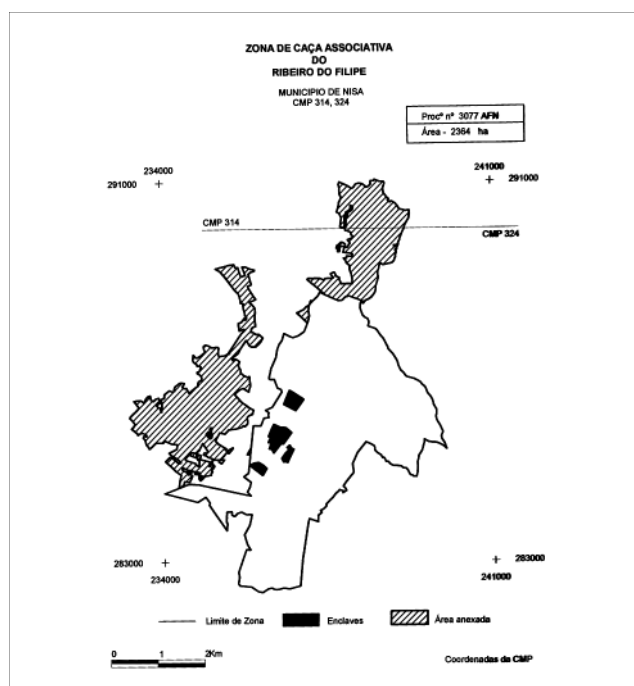 ZONA DE CAÇA ASSOCIATIVA
DO
RIBEIRO DO FILIPE
MUNICIPIO DE NISA
CMP 314, 324
Procº nº 3077 AFN
Área - 2364 ha
234000
291000
241000
291000
CMP 314
CMP 324
283000
234000
283000
241000
Limite de Zona
Enclaves
Área anexada
0 1 2Km
Coordenadas da CMP